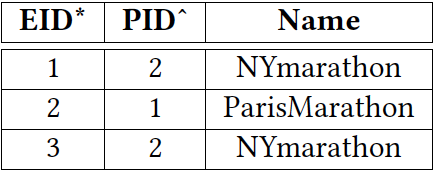 EID* PID^ Name
1 2 NYmarathon
2 1 ParisMarathon
3 2 NYmarathon